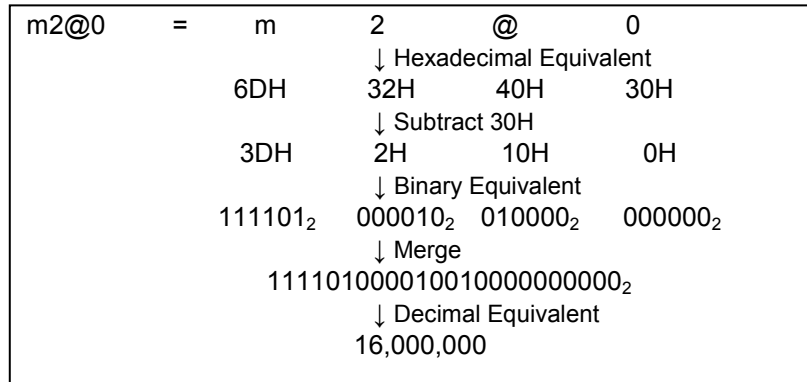 m2@0 = m 2 @ 0
↓ Hexadecimal Equivalent
6DH 32H 40H 30H
↓ Subtract 30H
3DH 2H 10H 0H
↓ Binary Equivalent
111101₂ 000010₂ 010000₂ 000000₂
↓ Merge
111101000010010000000000₂
↓ Decimal Equivalent
16,000,000